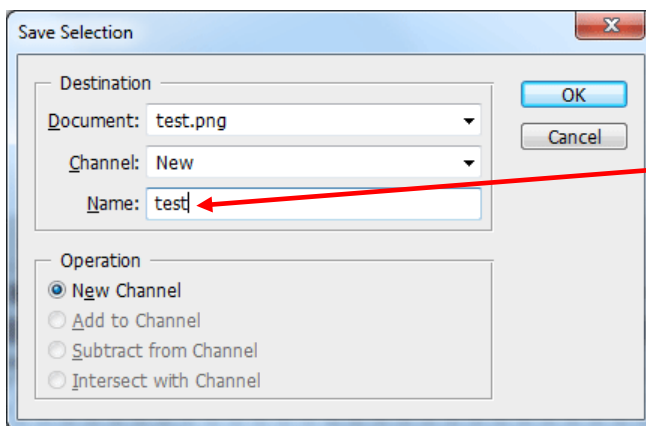 Save Selection
Destination
Document: test.png
Channel: New
Name: test
OK
Cancel
Operation
New Channel
Add to Channel
Subtract from Channel
Intersect with Channel